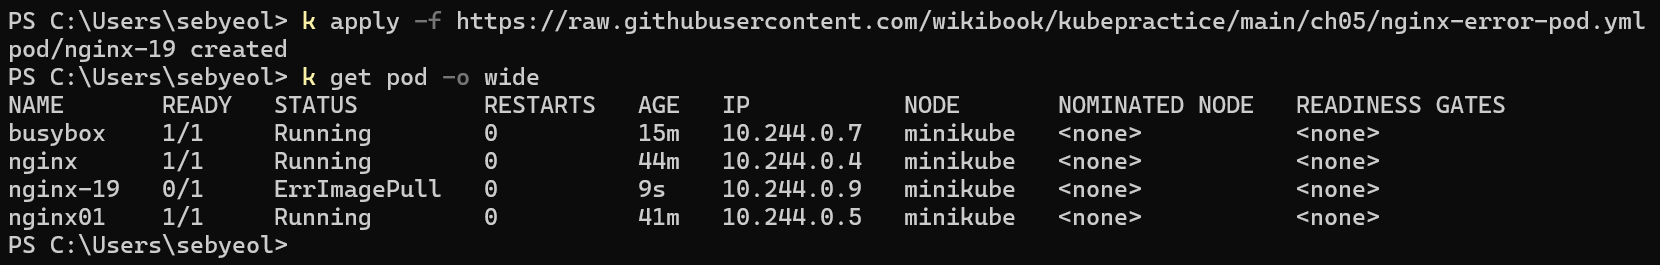 PS C:\Users\sebyeol> k apply -f https://raw.githubusercontent.com/wikibook/kubepractice/main/ch05/nginx-error-pod.yml
pod/nginx-19 created
PS C:\Users\sebyeol> k get pod -o wide
NAME       READY   STATUS         RESTARTS   AGE   IP           NODE       NOMINATED NODE   READINESS GATES
busybox    1/1     Running        0          15m   10.244.0.7   minikube   <none>           <none>
nginx      1/1     Running        0          44m   10.244.0.4   minikube   <none>           <none>
nginx-19   0/1     ErrImagePull   0          9s    10.244.0.9   minikube   <none>           <none>
nginx01    1/1     Running        0          41m   10.244.0.5   minikube   <none>           <none>
PS C:\Users\sebyeol>